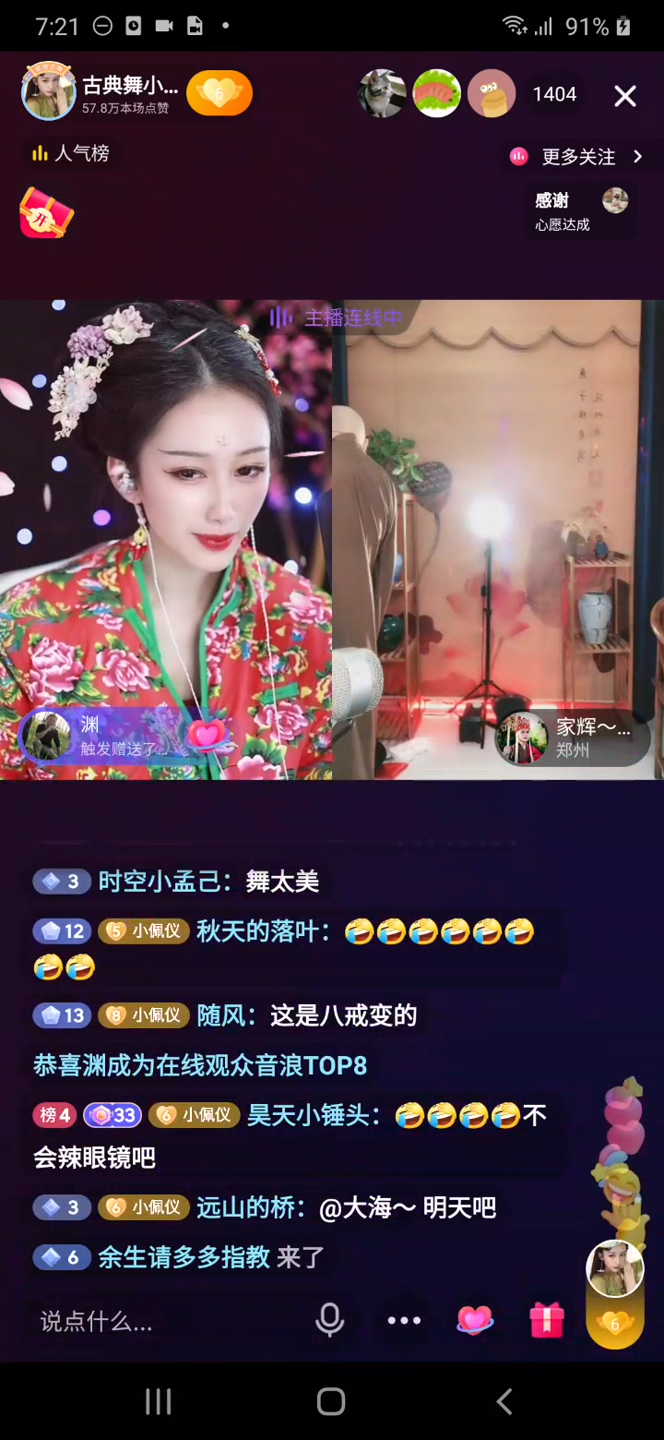 7:21
91%
古典舞小...
57.8万本场点赞
6
1404
人气榜
更多关注
开
感谢
心愿达成
主播连线中
渊
触发赠送了...
家辉～...
郑州
3 时空小孟己：舞太美
12 5 小佩仪 秋天的落叶：🤣🤣🤣🤣🤣🤣
🤣🤣
13 8 小佩仪 随风：这是八戒变的
恭喜渊成为在线观众音浪TOP8
榜4 33 6 小佩仪 昊天小锤头：🤣🤣🤣🤣不
会辣眼镜吧
3 6 小佩仪 远山的桥：@大海～ 明天吧
6 余生请多多指教 来了
说点什么...
6